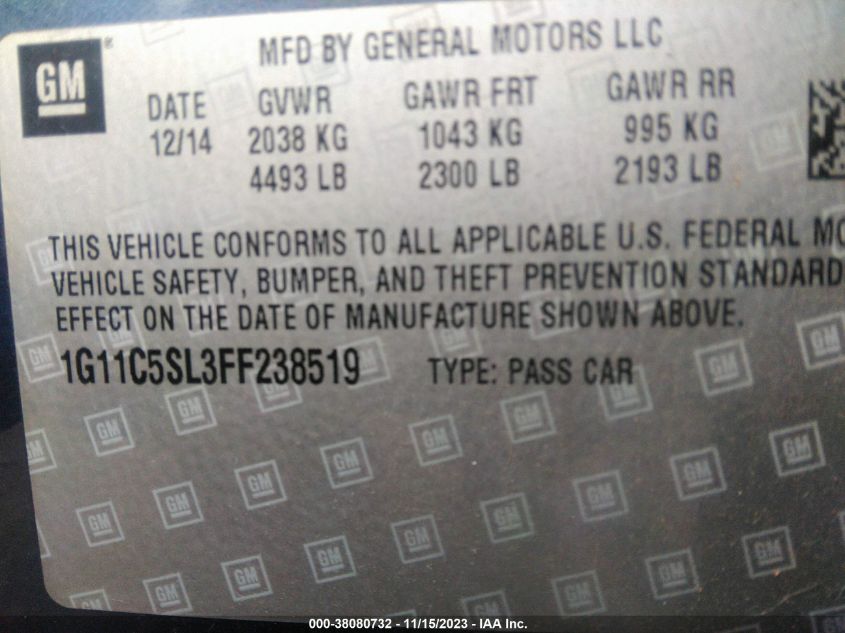 GM ®
MFD BY GENERAL MOTORS LLC
DATE GVWR GAWR FRT GAWR RR
12/14 2038 KG 1043 KG 995 KG
4493 LB 2300 LB 2193 LB
THIS VEHICLE CONFORMS TO ALL APPLICABLE U.S. FEDERAL MO
VEHICLE SAFETY, BUMPER, AND THEFT PREVENTION STANDARD
EFFECT ON THE DATE OF MANUFACTURE SHOWN ABOVE.
1G11C5SL3FF238519 TYPE: PASS CAR
000-38080732 - 11/15/2023 - IAA Inc.